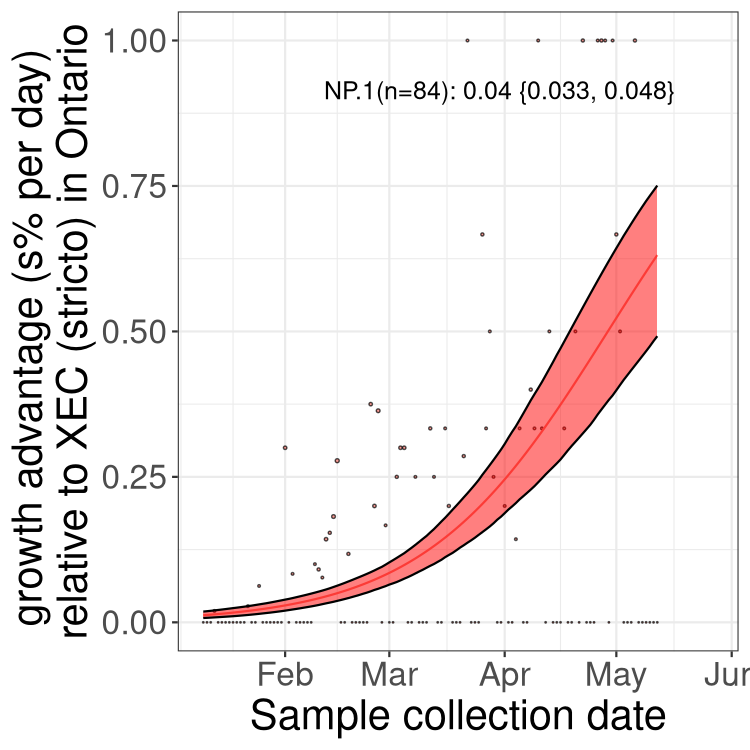 growth advantage (s% per day)
relative to XEC (stricto) in Ontario
1.00
0.75
0.50
0.25
0.00
NP.1(n=84): 0.04 {0.033, 0.048}
Feb Mar Apr May Jun
Sample collection date